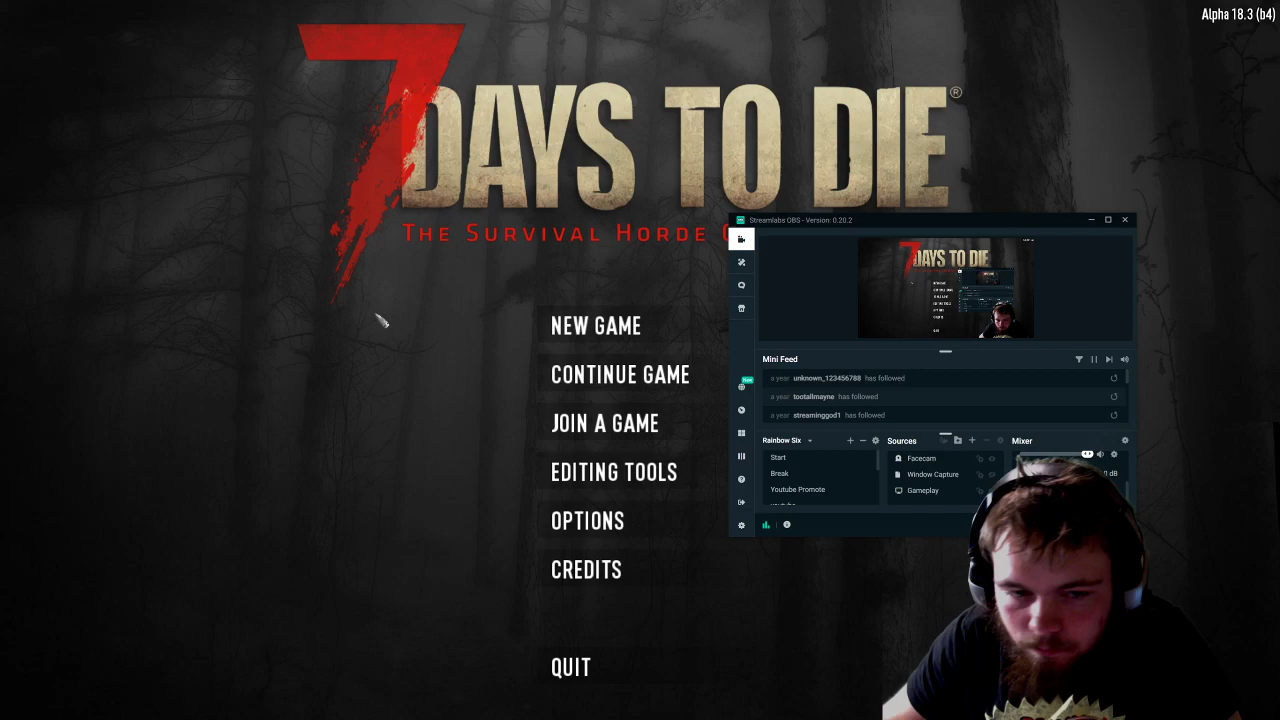 Alpha 18.3 (b4)
7 DAYS TO DIE®
THE SURVIVAL HORDE
Streamlabs OBS - Version: 0.20.2
NEW GAME
CONTINUE GAME
JOIN A GAME
EDITING TOOLS
OPTIONS
CREDITS
QUIT
New
Mini Feed
a year unknown_123456788 has followed
a year tootallmayne has followed
a year streaminggod1 has followed
Rainbow Six
Start
Break
Youtube Promote
Sources
Facecam
Window Capture
Gameplay
Mixer
dB